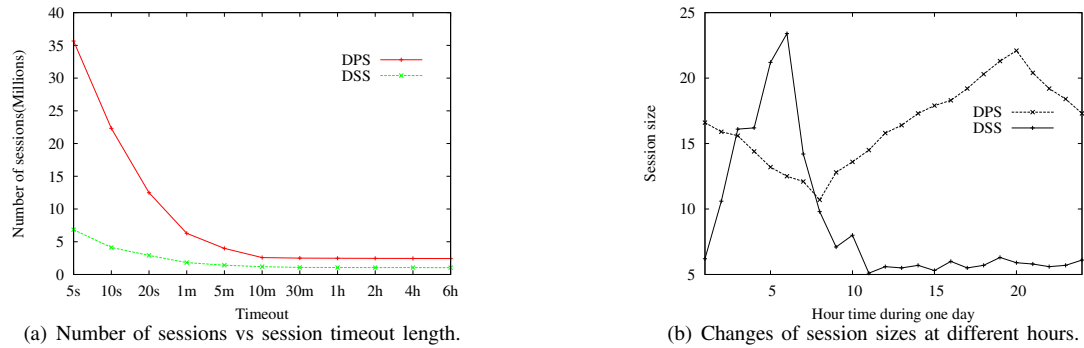 40
35
30
25
20
15
10
5
0
Number of sessions(Millions)
DPS
DSS
5s 10s 20s 1m 5m 10m 30m 1h 2h 4h 6h
Timeout
(a) Number of sessions vs session timeout length.
25
20
15
10
5
Session size
DPS
DSS
5 10 15 20
Hour time during one day
(b) Changes of session sizes at different hours.